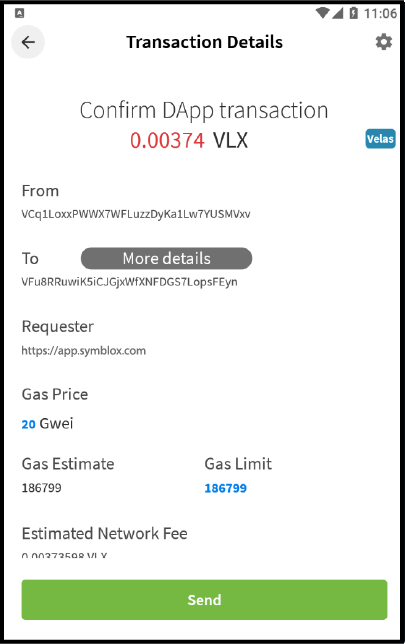 11:06
Transaction Details
Confirm DApp transaction
0.00374 VLX
Velas
From
VCq1LoxxPWWX7WFLuzzDyKa1Lw7YUSMVxv
To More details
VFu8RRuwiK5iCJGjxWfXNFDGS7LopsFEyn
Requester
https://app.symblox.com
Gas Price
20 Gwei
Gas Estimate Gas Limit
186799 186799
Estimated Network Fee
0.00373598 VLX
Send